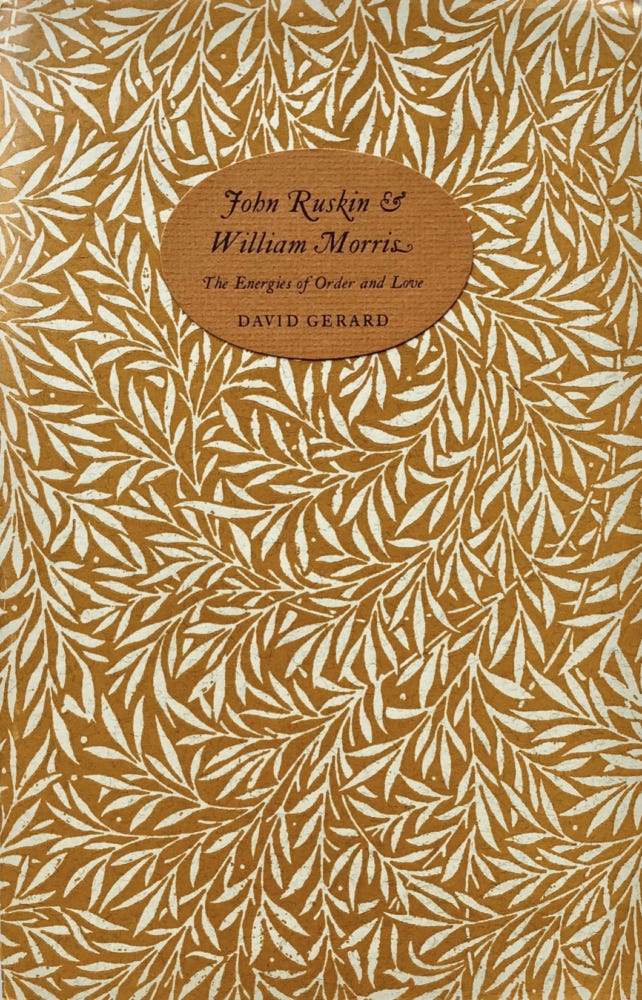 John Ruskin &
William Morris
The Energies of Order and Love
DAVID GERARD